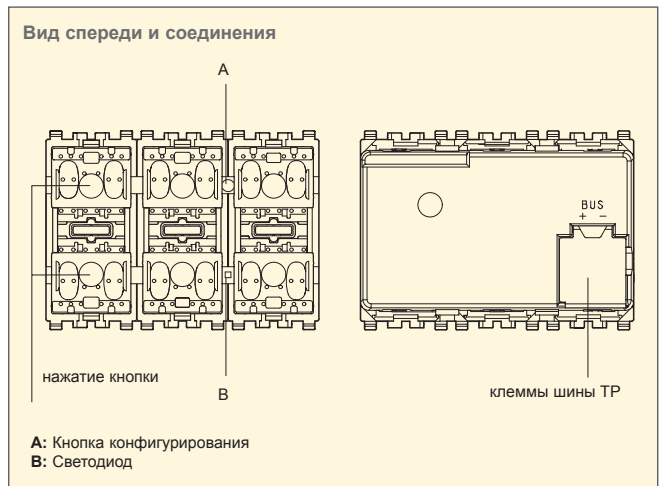 Вид спереди и соединения
A
BUS
+ -
нажатие кнопки
B
клеммы шины TP
A: Кнопка конфигурирования
B: Светодиод